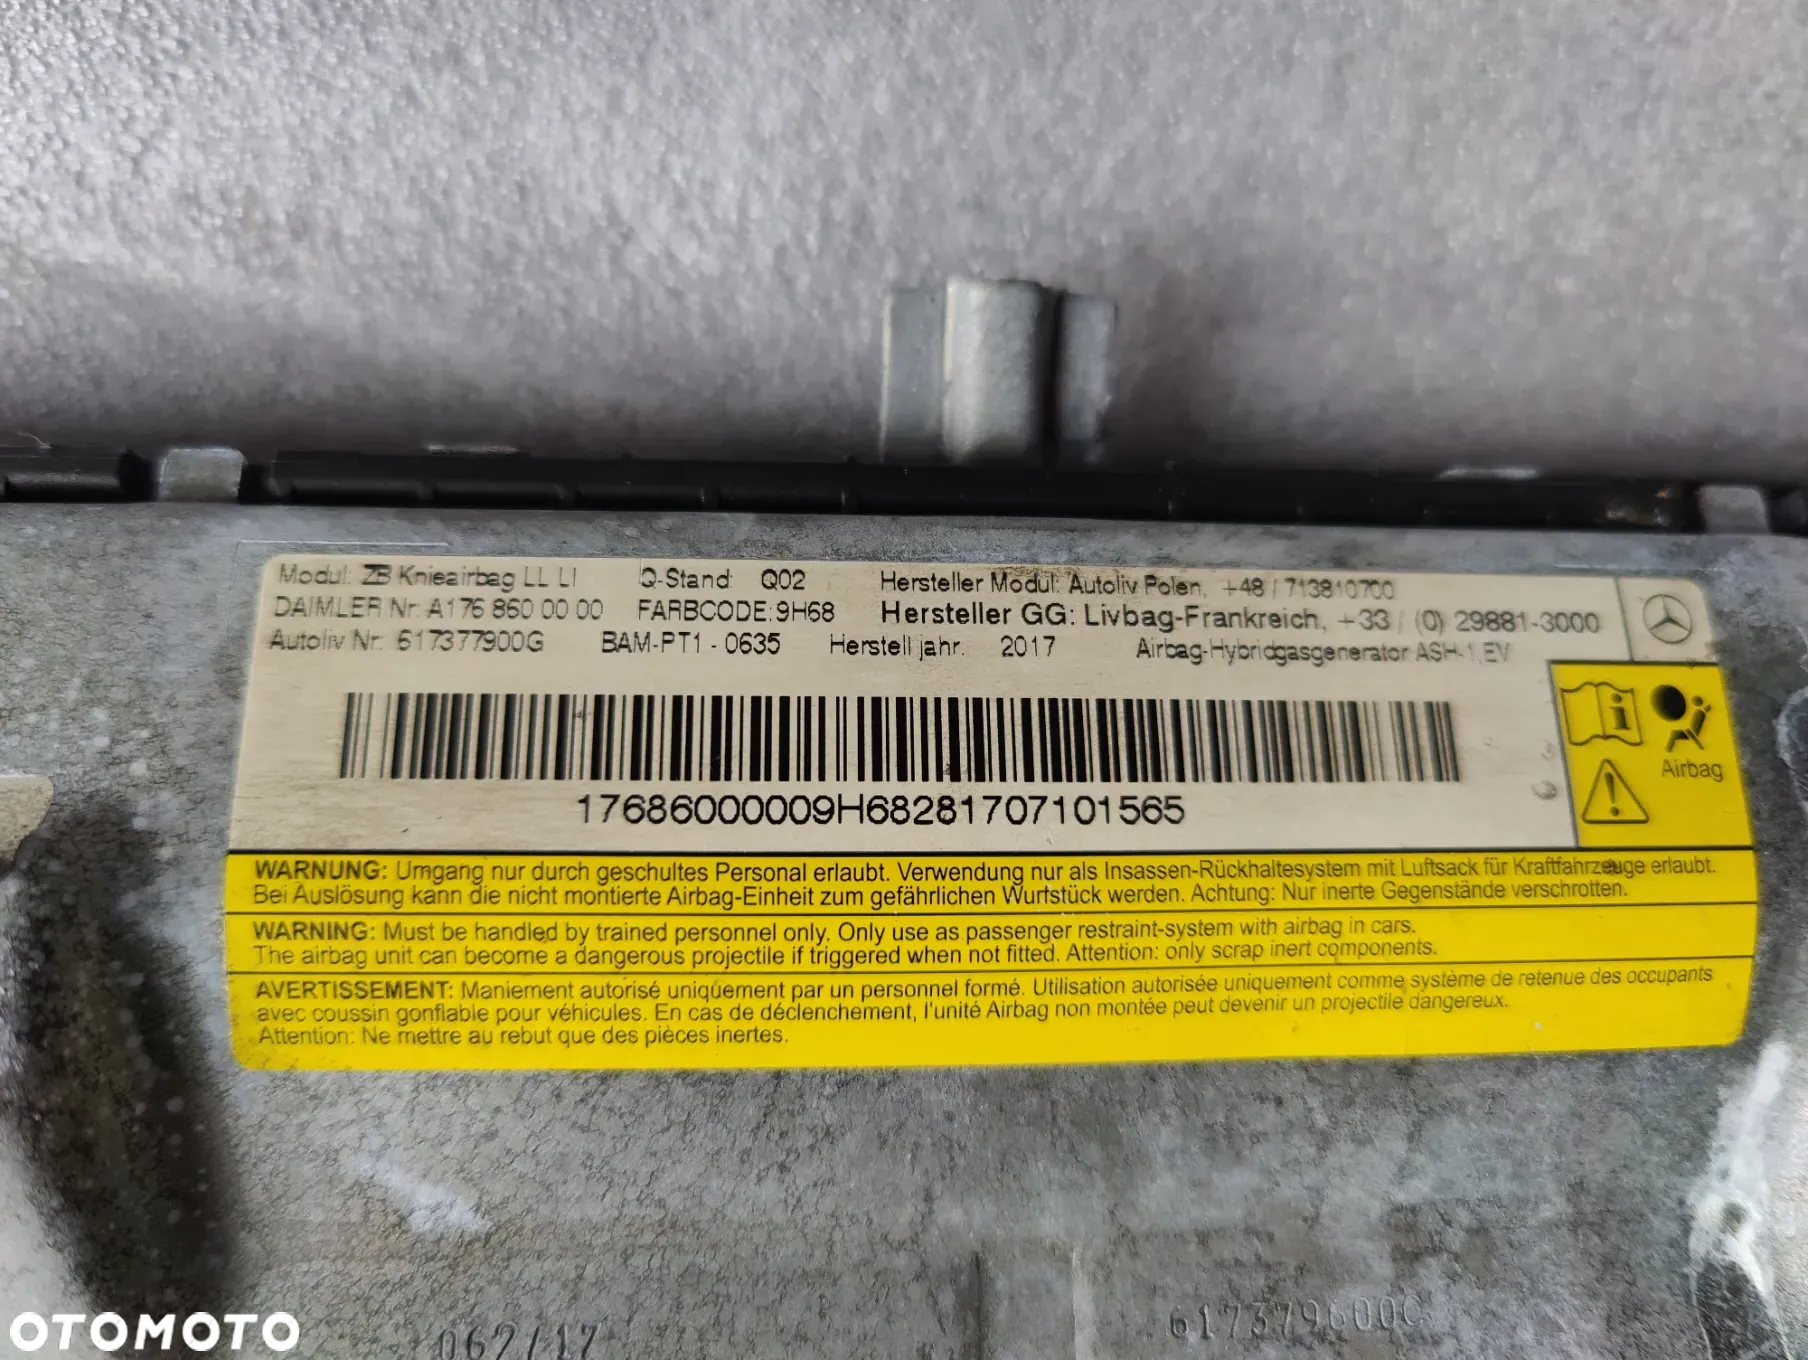 Modul: ZB Knieairbag LL LI Q-Stand: Q02 Hersteller Modul: Autoliv Polen, +48 / 713810700
DAIMLER Nr: A176 860 00 00 FARBCODE: 9H68 Hersteller GG: Livbag-Frankreich, +33 / (0) 29881-3000
Autoliv Nr: 617377900G BAM-PT1 - 0635 Herstelljahr: 2017 Airbag-Hybridgasgenerator ASH-1.EV
Airbag
17686000009H68281707101565
WARNUNG: Umgang nur durch geschultes Personal erlaubt. Verwendung nur als Insassen-Rückhaltesystem mit Luftsack für Kraftfahrzeuge erlaubt.
Bei Auslösung kann die nicht montierte Airbag-Einheit zum gefährlichen Wurfstück werden. Achtung: Nur inerte Gegenstände verschrotten.
WARNING: Must be handled by trained personnel only. Only use as passenger restraint-system with airbag in cars.
The airbag unit can become a dangerous projectile if triggered when not fitted. Attention: only scrap inert components.
AVERTISSEMENT: Maniement autorisé uniquement par un personnel formé. Utilisation autorisée uniquement comme système de retenue des occupants
avec coussin gonflable pour véhicules. En cas de déclenchement, l'unité Airbag non montée peut devenir un projectile dangereux.
Attention: Ne mettre au rebut que des pièces inertes.
617379600C
062/17
OTOMOTO